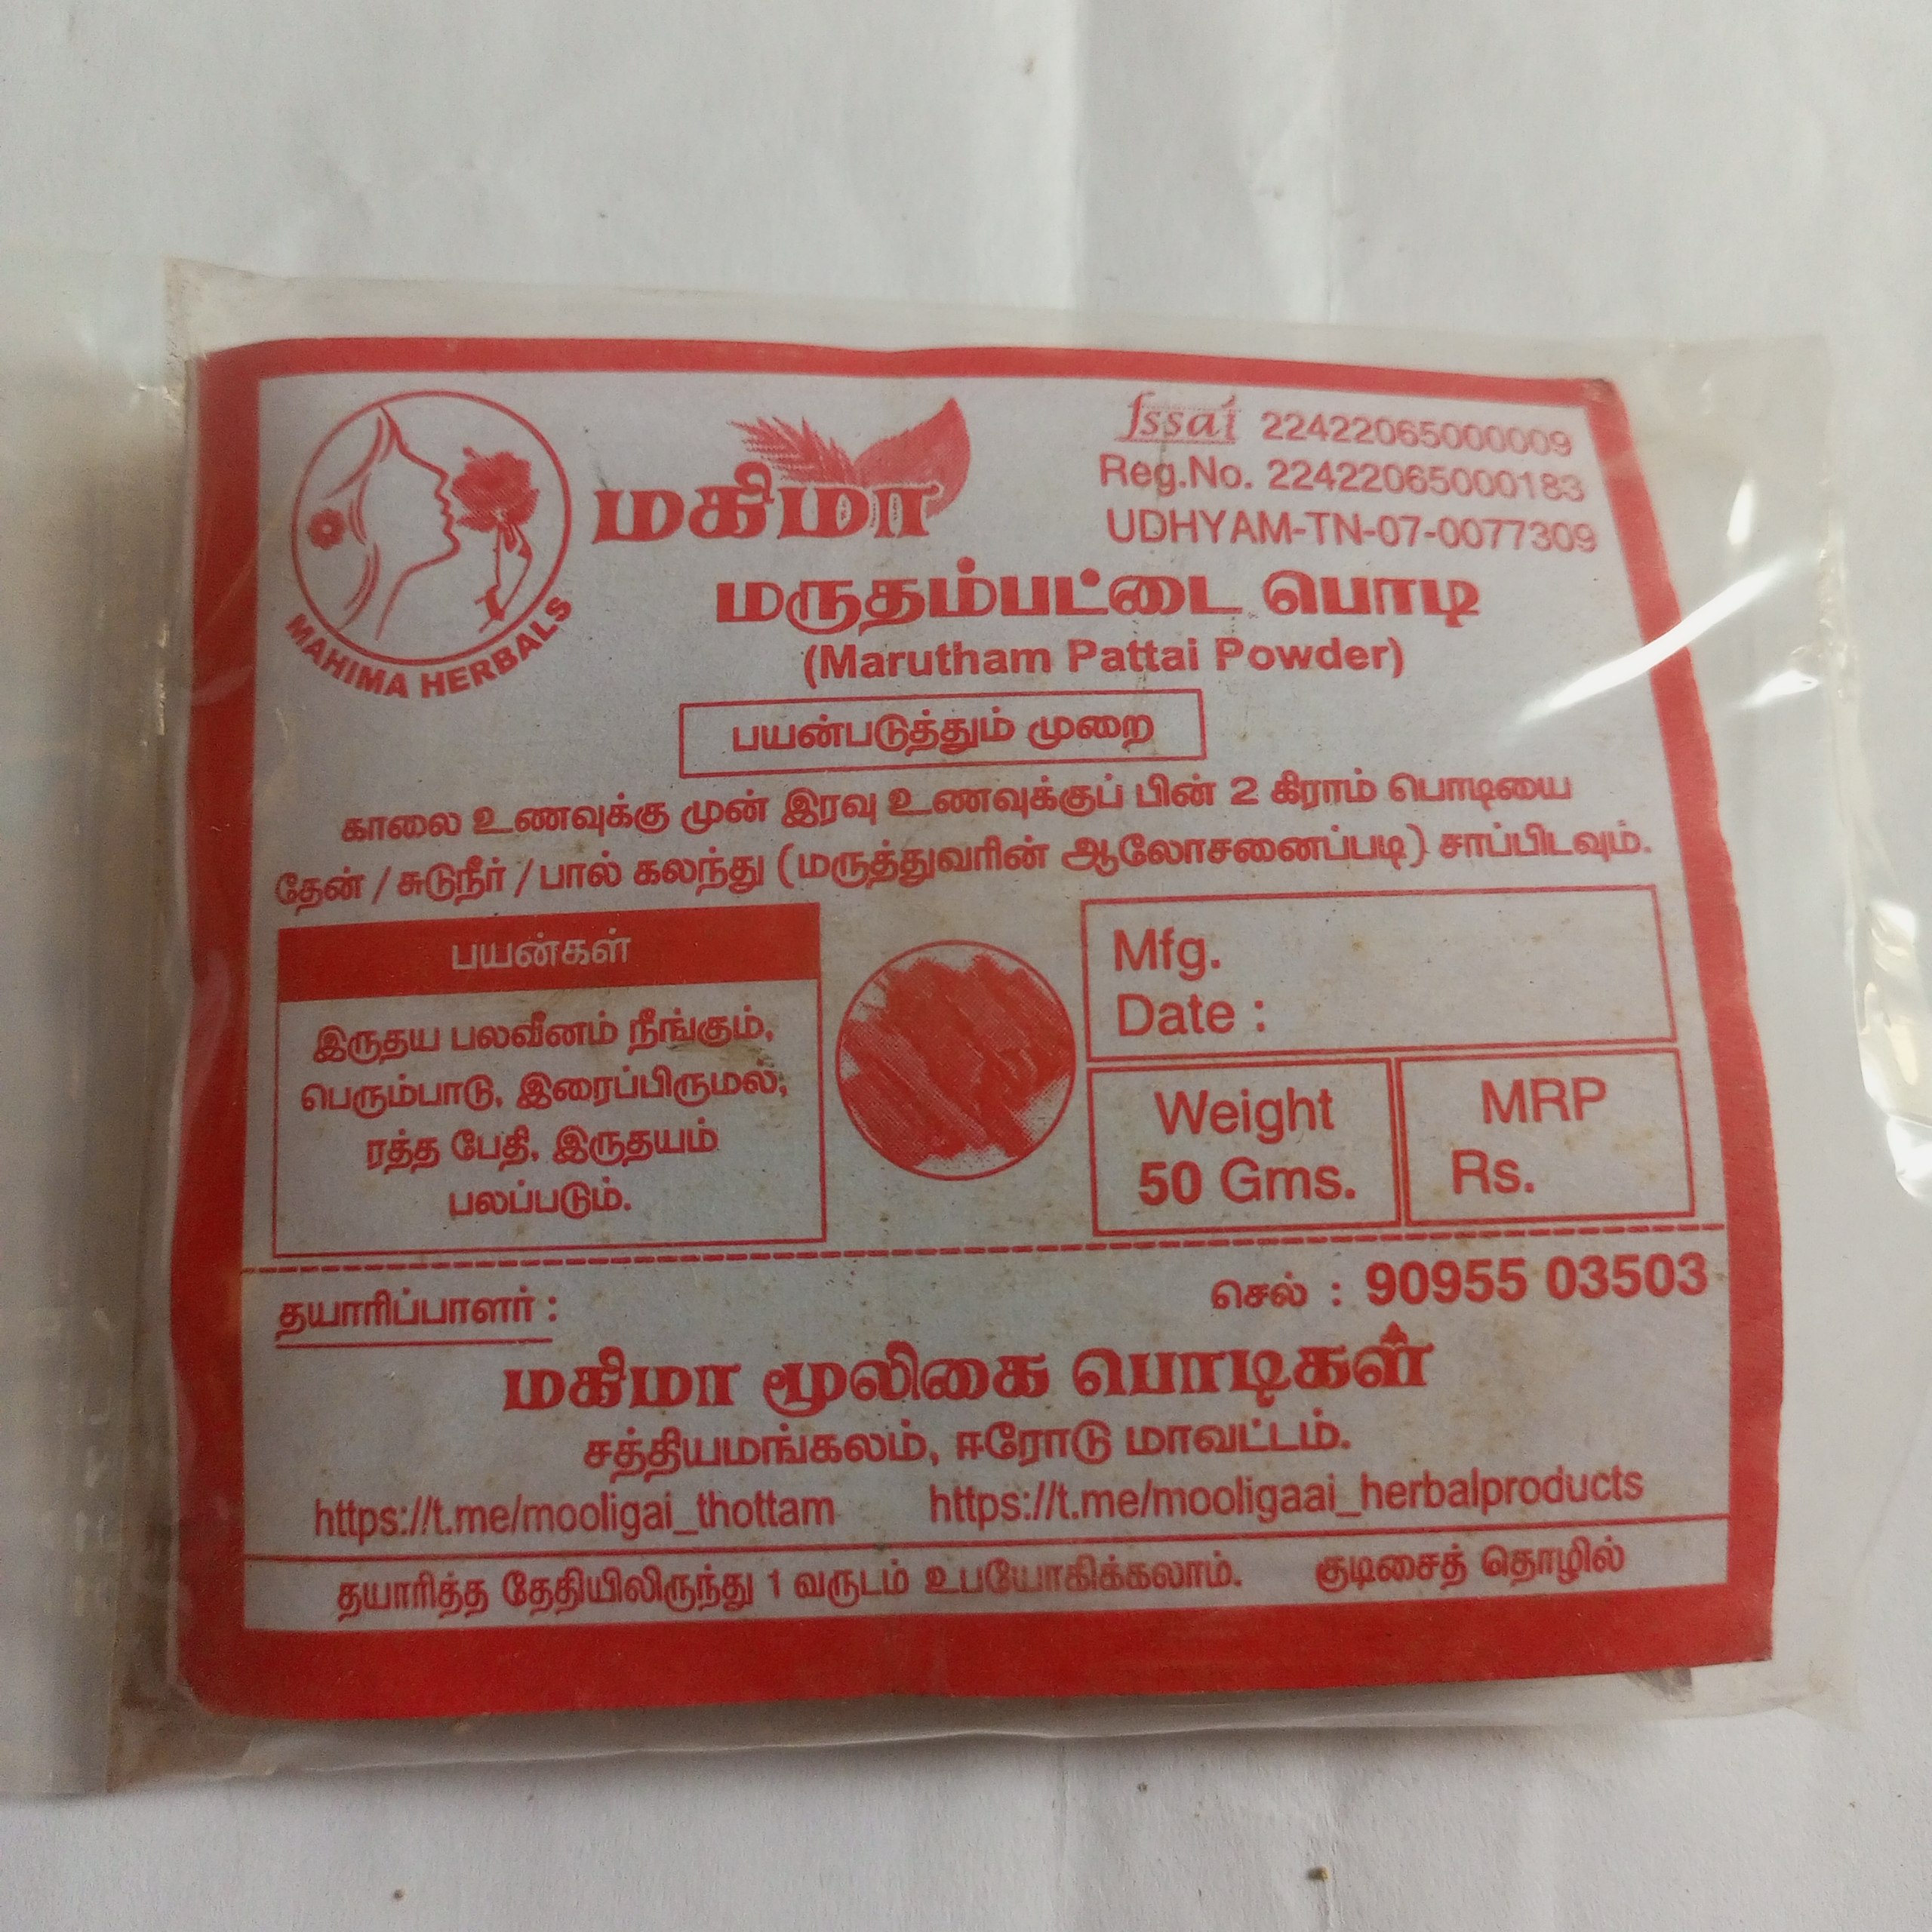 MAHIMA HERBALS
மகிமா
fssai 22422065000009
Reg.No. 22422065000183
UDHYAM-TN-07-0077309
மருதம்பட்டை பொடி
(Marutham Pattai Powder)
பயன்படுத்தும் முறை
காலை உணவுக்கு முன் இரவு உணவுக்குப் பின் 2 கிராம் பொடியை
தேன் / சுடுநீர் / பால் கலந்து (மருத்துவரின் ஆலோசனைப்படி) சாப்பிடவும்.
பயன்கள்
இருதய பலவீனம் நீங்கும்,
பெரும்பாடு, இரைப்பிருமல்,
ரத்த பேதி, இருதயம்
பலப்படும்.
Mfg.
Date :
Weight
50 Gms.
MRP
Rs.
தயாரிப்பாளர் :
செல் : 90955 03503
மகிமா மூலிகை பொடிகள்
சத்தியமங்கலம், ஈரோடு மாவட்டம்.
https://t.me/mooligai_thottam https://t.me/mooligaai_herbalproducts
தயாரித்த தேதியிலிருந்து 1 வருடம் உபயோகிக்கலாம். குடிசைத் தொழில்